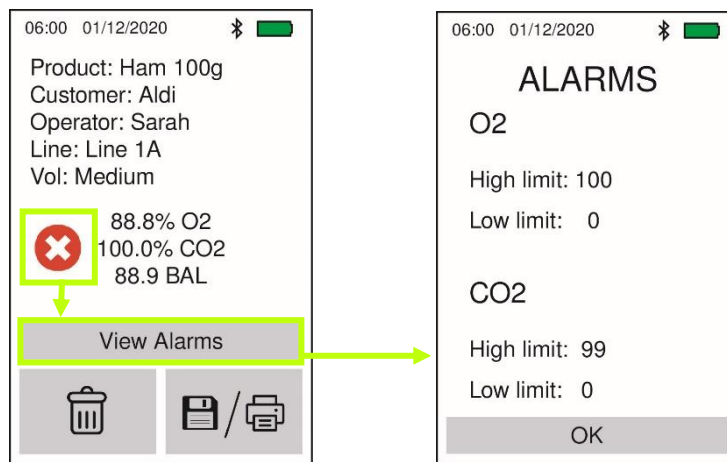 06:00 01/12/2020
Product: Ham 100g
Customer: Aldi
Operator: Sarah
Line: Line 1A
Vol: Medium
88.8% O2
100.0% CO2
88.9 BAL
View Alarms
06:00 01/12/2020
ALARMS
O2
High limit: 100
Low limit: 0
CO2
High limit: 99
Low limit: 0
OK